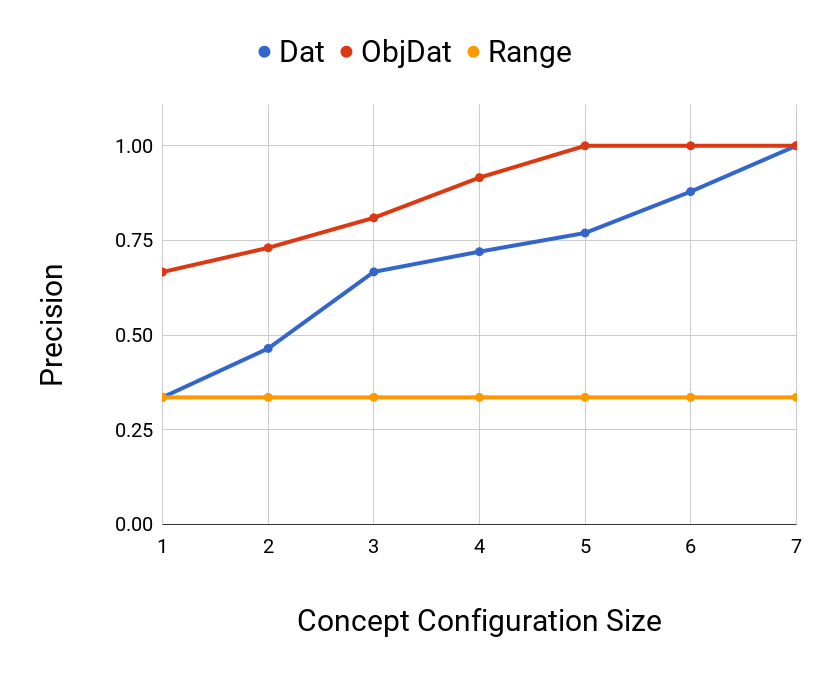 Dat ObjDat Range
1.00
0.75
0.50
0.25
0.00
Precision
1 2 3 4 5 6 7
Concept Configuration Size